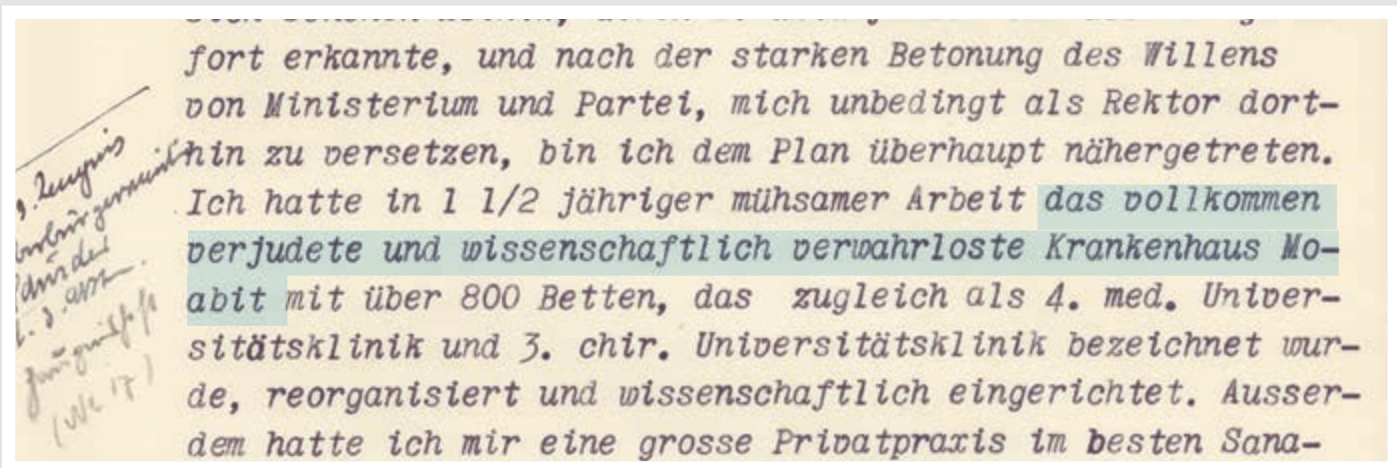 fort erkannte, und nach der starken Betonung des Willens
von Ministerium und Partei, mich unbedingt als Rektor dort-
hin zu versetzen, bin ich dem Plan überhaupt nähergetreten.
Ich hatte in 1 1/2 jähriger mühsamer Arbeit das vollkommen
verjudete und wissenschaftlich verwahrloste Krankenhaus Mo-
abit mit über 800 Betten, das zugleich als 4. med. Univer-
sitätsklinik und 3. chir. Universitätsklinik bezeichnet wur-
de, reorganisiert und wissenschaftlich eingerichtet. Ausser-
dem hatte ich mir eine grosse Privatpraxis im besten Sana-